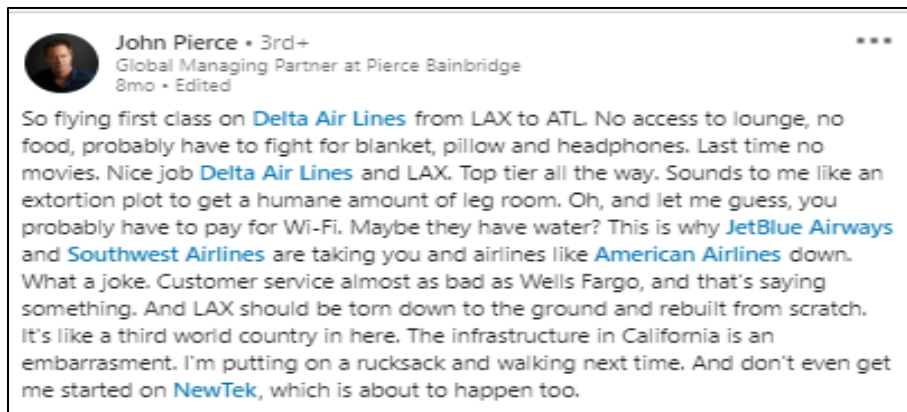 John Pierce • 3rd+
Global Managing Partner at Pierce Bainbridge
8mo • Edited
So flying first class on Delta Air Lines from LAX to ATL. No access to lounge, no
food, probably have to fight for blanket, pillow and headphones. Last time no
movies. Nice job Delta Air Lines and LAX. Top tier all the way. Sounds to me like an
extortion plot to get a humane amount of leg room. Oh, and let me guess, you
probably have to pay for Wi-Fi. Maybe they have water? This is why JetBlue Airways
and Southwest Airlines are taking you and airlines like American Airlines down.
What a joke. Customer service almost as bad as Wells Fargo, and that's saying
something. And LAX should be torn down to the ground and rebuilt from scratch.
It's like a third world country in here. The infrastructure in California is an
embarrasment. I'm putting on a rucksack and walking next time. And don't even get
me started on NewTek, which is about to happen too.